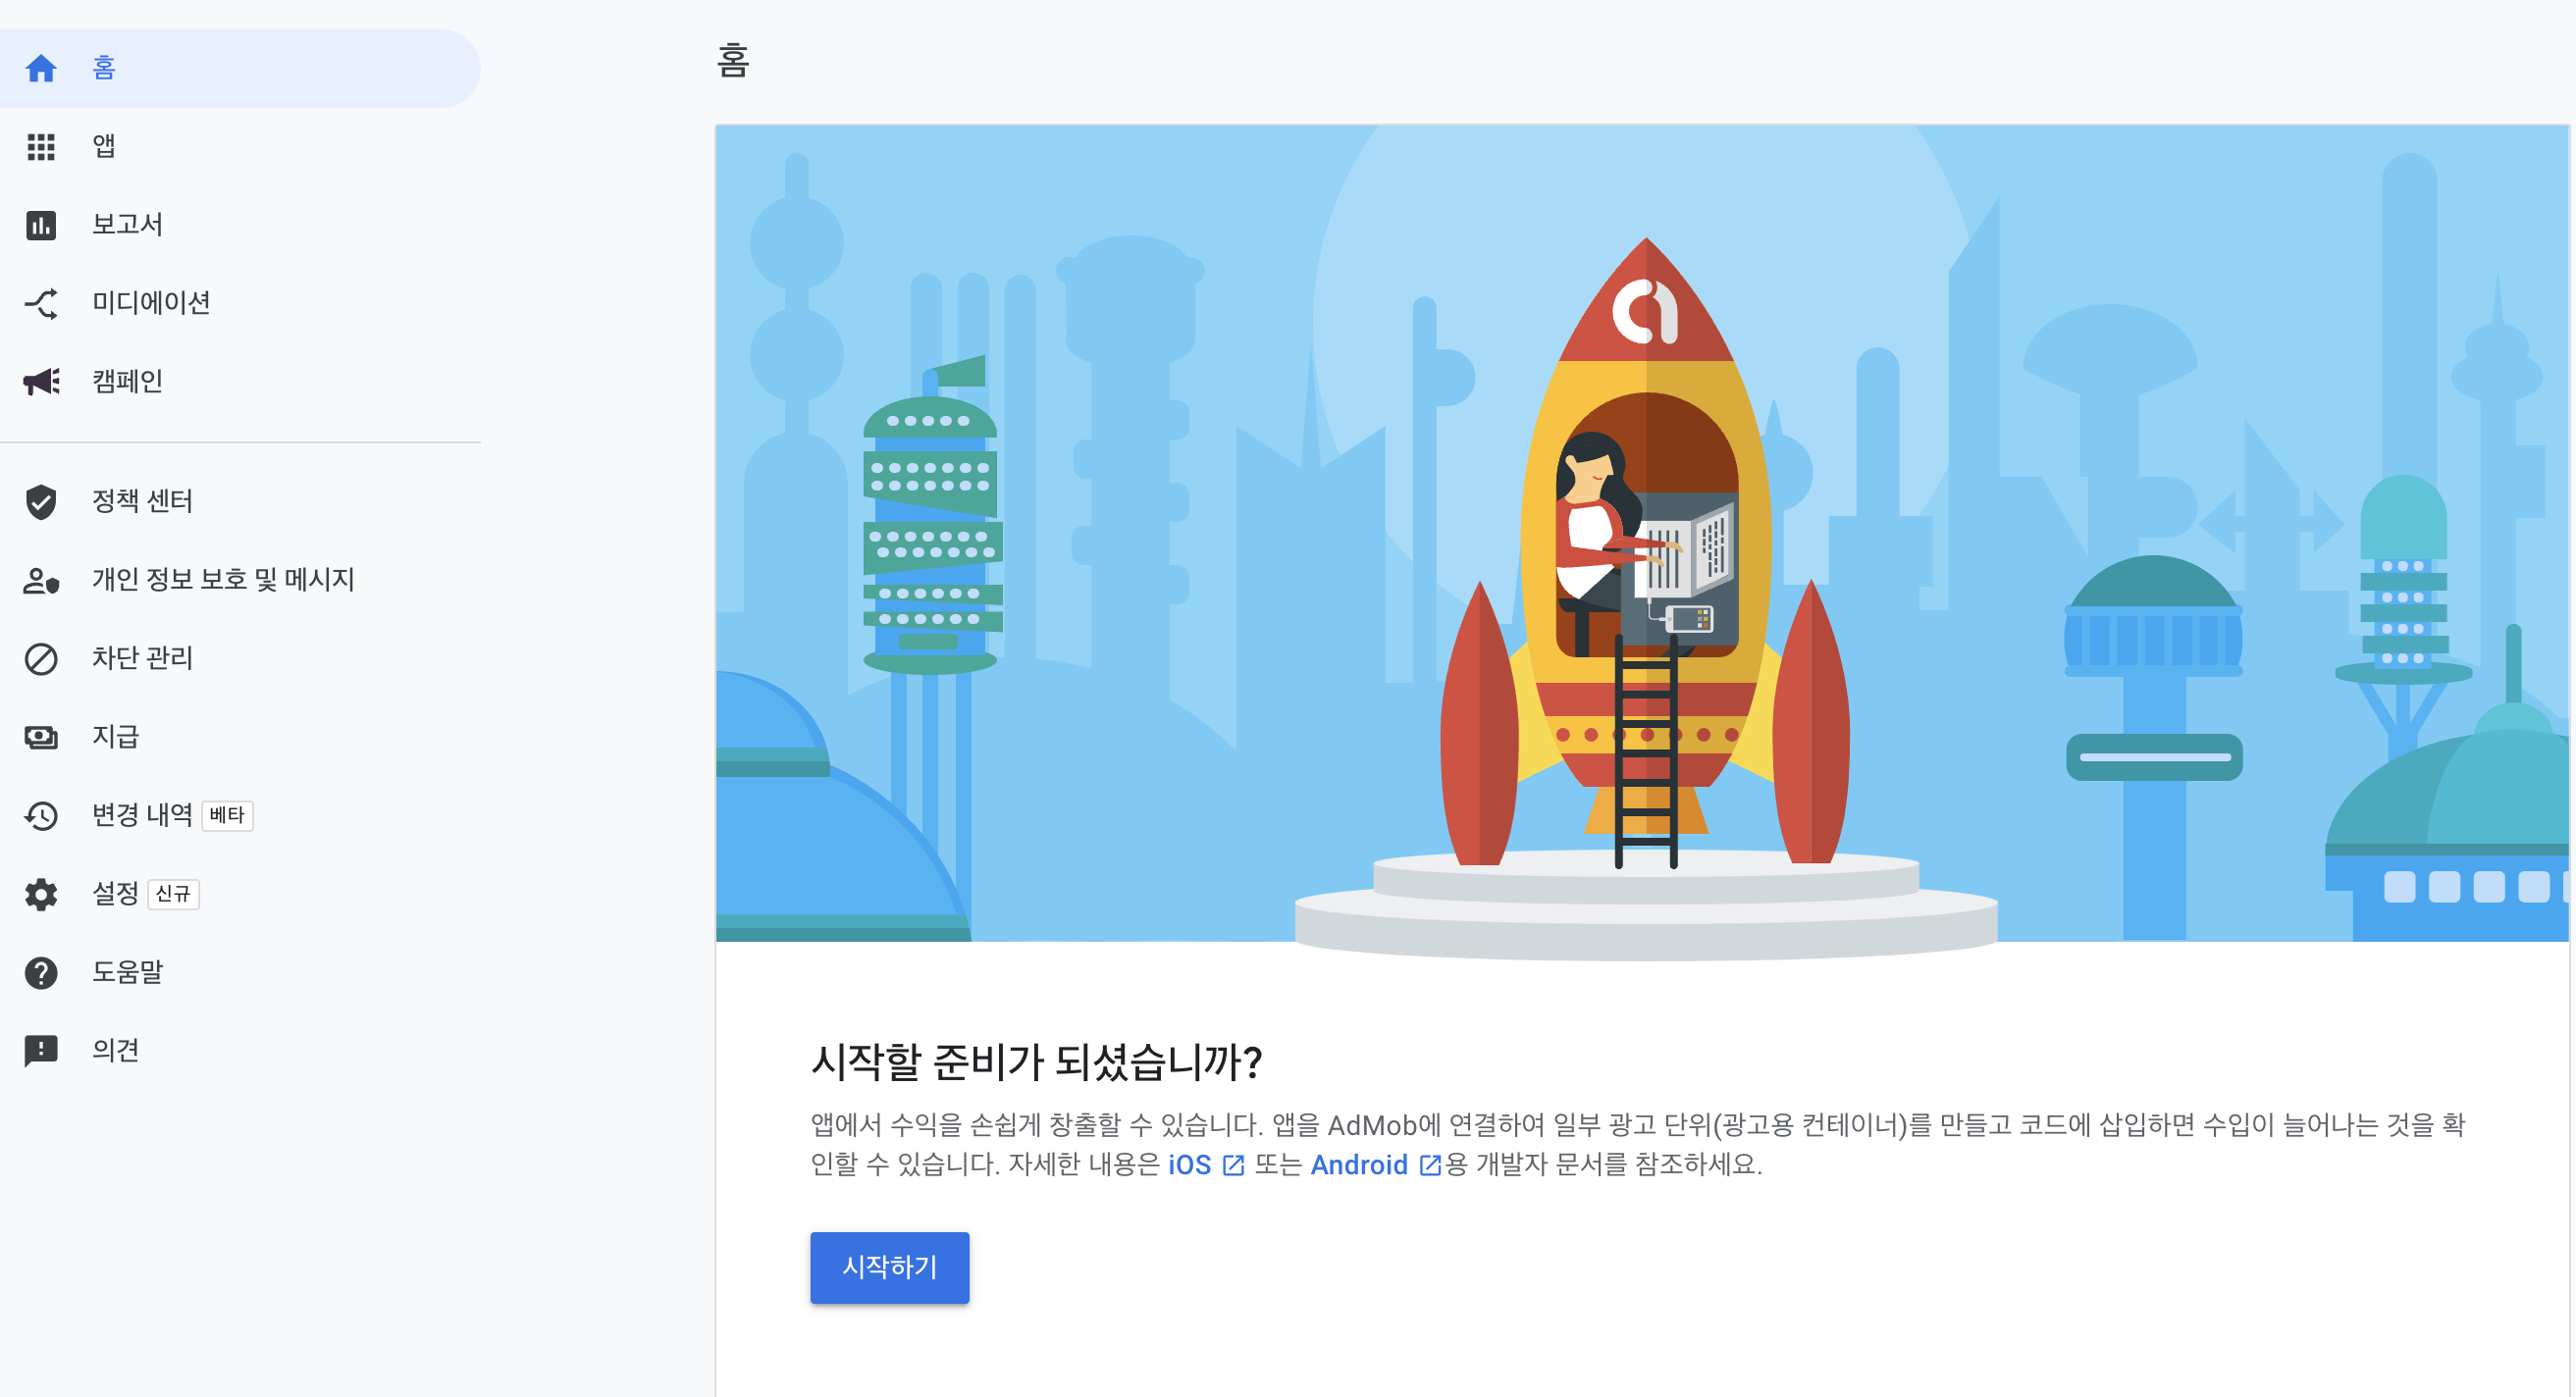 홈
앱
보고서
미디에이션
캠페인
정책 센터
개인 정보 보호 및 메시지
차단 관리
지급
변경 내역 베타
설정 신규
도움말
의견
홈
시작할 준비가 되셨습니까?
앱에서 수익을 손쉽게 창출할 수 있습니다. 앱을 AdMob에 연결하여 일부 광고 단위(광고용 컨테이너)를 만들고 코드에 삽입하면 수입이 늘어나는 것을 확
인할 수 있습니다. 자세한 내용은 iOS 또는 Android 용 개발자 문서를 참조하세요.
시작하기